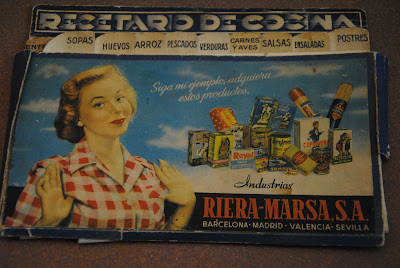 RECETARIO DE COCINA
SOPAS HUEVOS ARROZ PESCADOS VERDURAS CARNES Y AVES SALSAS ENSALADAS POSTRES
Siga mi ejemplo, adquiera
estos productos.
Royal
Industrias
RIERA-MARSA, S.A.
BARCELONA - MADRID - VALENCIA - SEVILLA